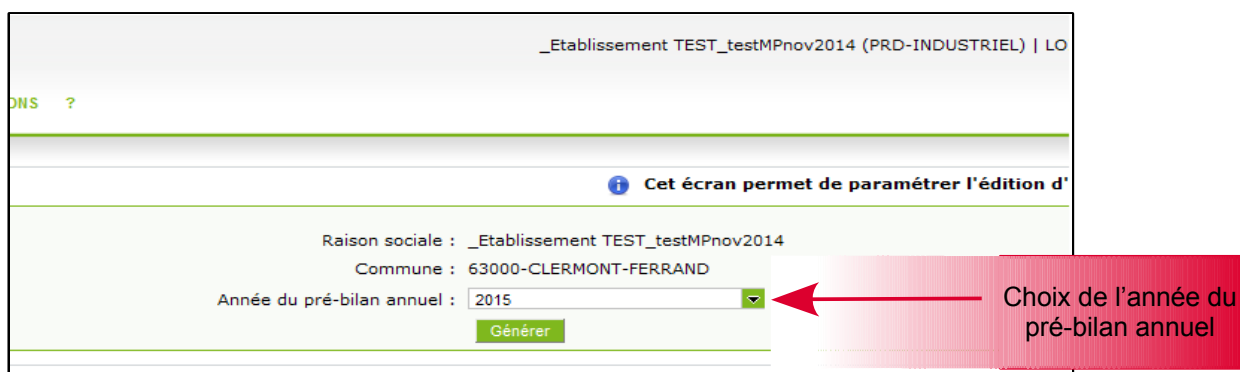 _Etablissement TEST_testMPnov2014 (PRD-INDUSTRIEL) | LO
ONS ?
Cet écran permet de paramétrer l'édition d'
Raison sociale : _Etablissement TEST_testMPnov2014
Commune : 63000-CLERMONT-FERRAND
Année du pré-bilan annuel : 2015
Générer
Choix de l’année du
pré-bilan annuel